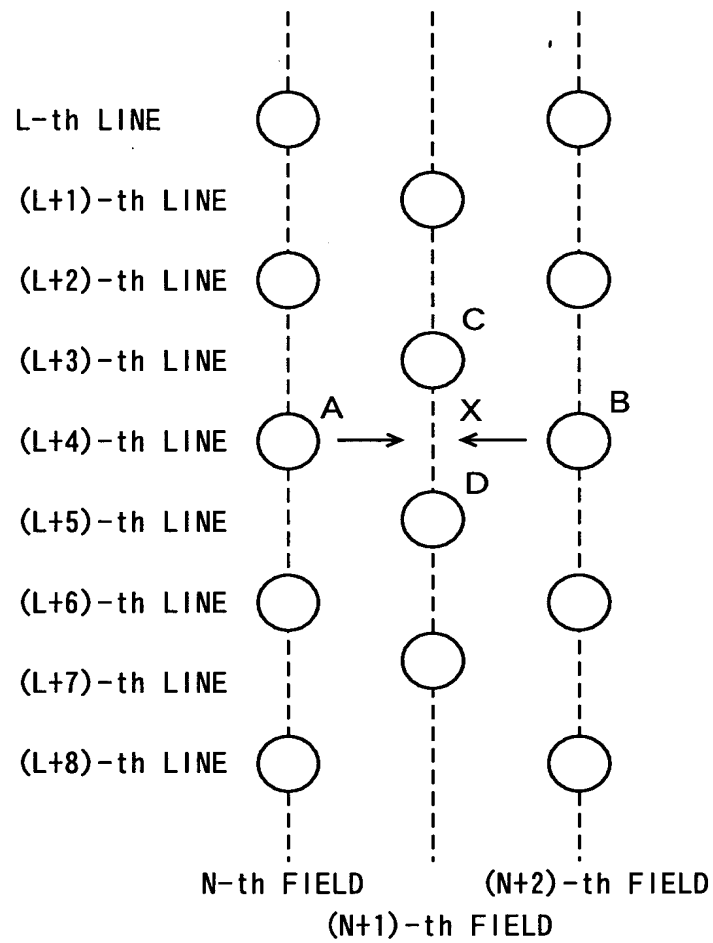 L-th LINE
(L+1)-th LINE
(L+2)-th LINE
C
(L+3)-th LINE
A
X
B
(L+4)-th LINE
D
(L+5)-th LINE
(L+6)-th LINE
(L+7)-th LINE
(L+8)-th LINE
N-th FIELD
(N+2)-th FIELD
(N+1)-th FIELD